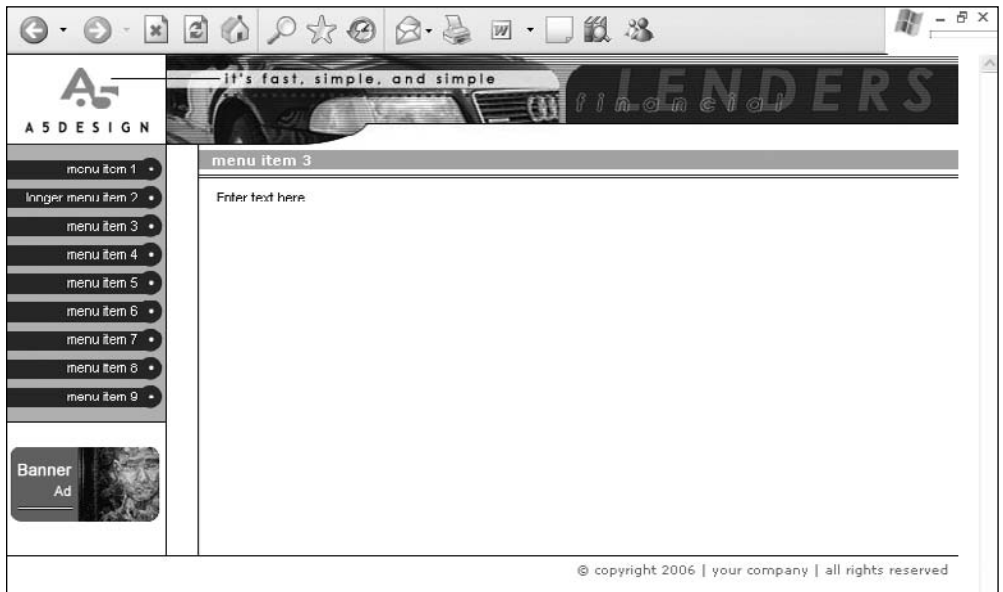 it's fast, simple, and simple
LENDERS
financial
A5
A5DESIGN
menu item 3
menu item 1
longer menu item 2
menu item 3
menu item 4
menu item 5
menu item 6
menu item 7
menu item 8
menu item 9
Enter text here
Banner
Ad
© copyright 2006 | your company | all rights reserved